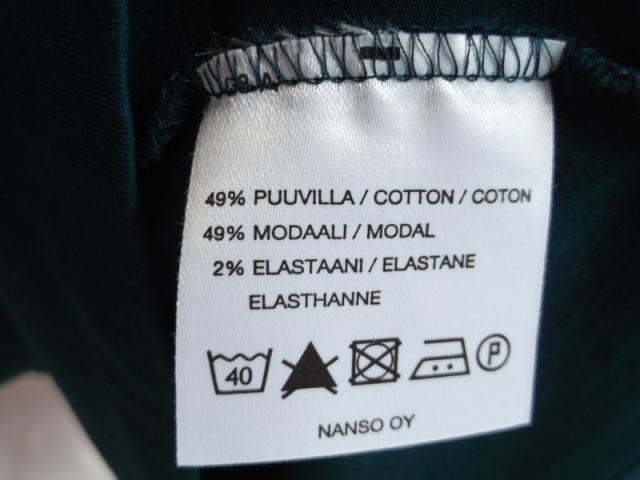 49% PUUVILLA / COTTON / COTON
49% MODAALI / MODAL
2% ELASTAANI / ELASTANE
ELASTHANNE
40 P
NANSO OY